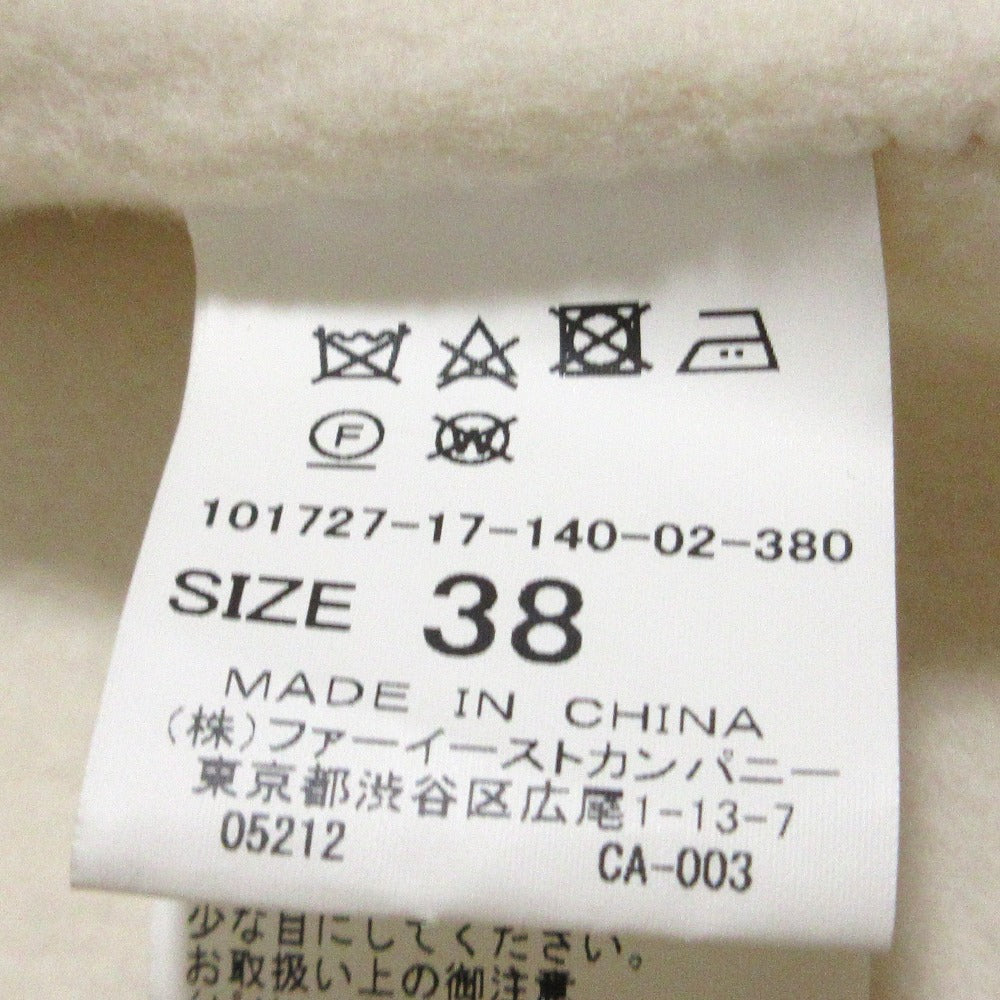 F W
101727-17-140-02-380
SIZE 38
MADE IN CHINA
(株)ファーイーストカンパニー
東京都渋谷区広尾1-13-7
05212 CA-003
少な目にしてください。
お取扱い上の御注意